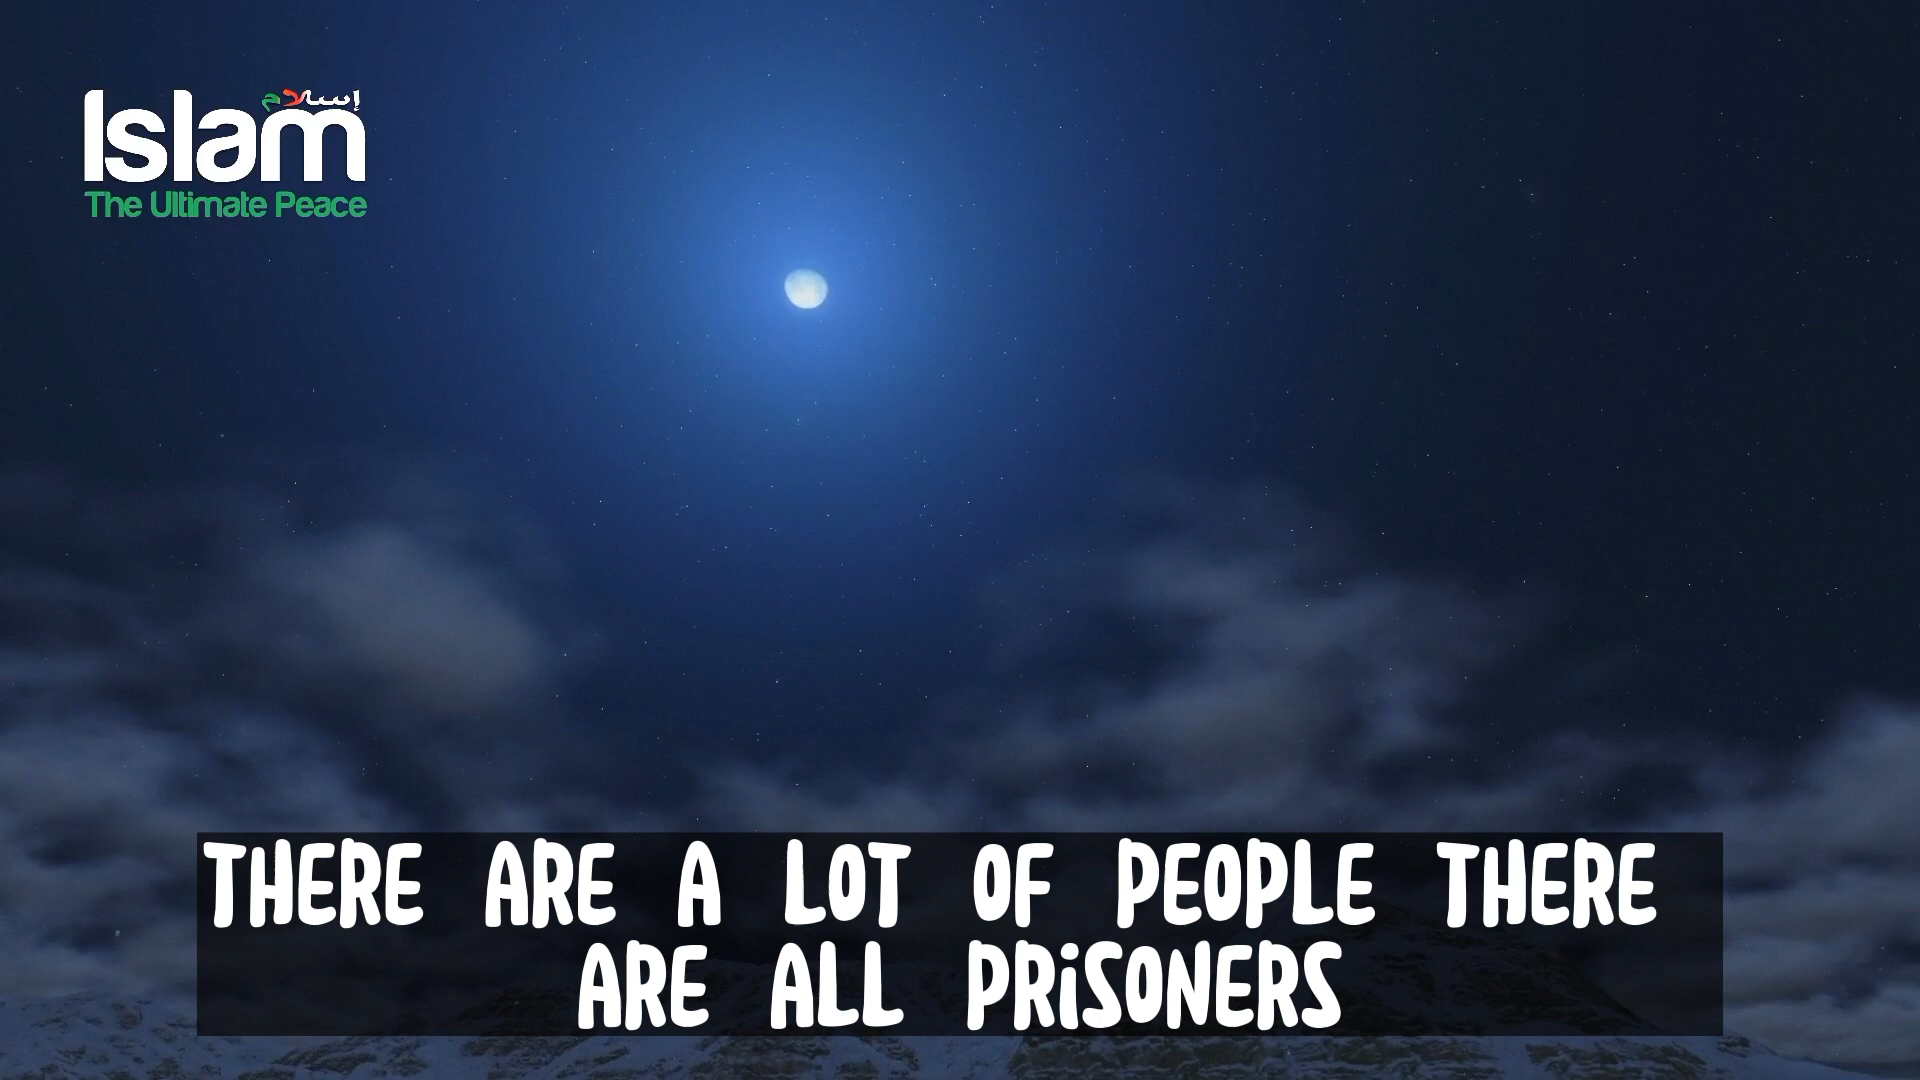 إسلام
Islam
The Ultimate Peace
THERE ARE A LOT OF PEOPLE THERE
ARE ALL PRiSONERS